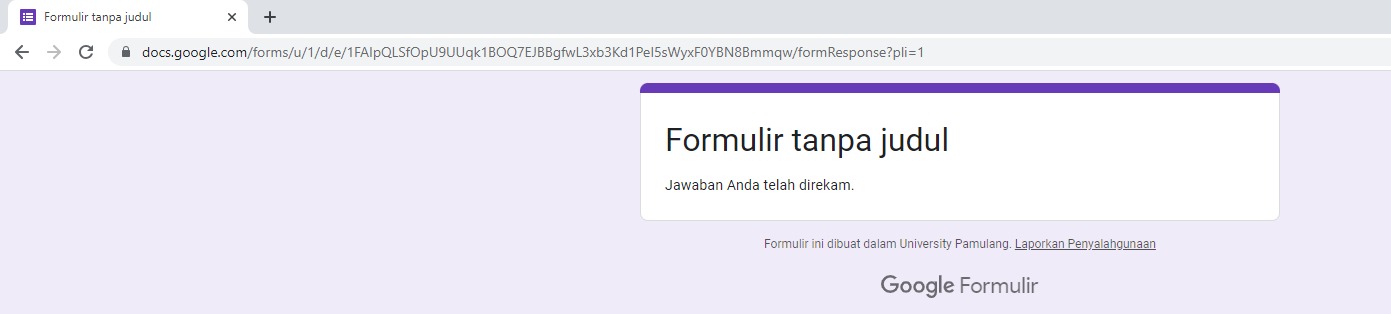 Formulir tanpa judul
docs.google.com/forms/u/1/d/e/1FAIpQLSfOpU9UUqk1BOQ7EJBBgfwL3xb3Kd1PeI5sWyxF0YBN8Bmmqw/formResponse?pli=1
Formulir tanpa judul
Jawaban Anda telah direkam.
Formulir ini dibuat dalam University Pamulang. Laporkan Penyalahgunaan
Google Formulir